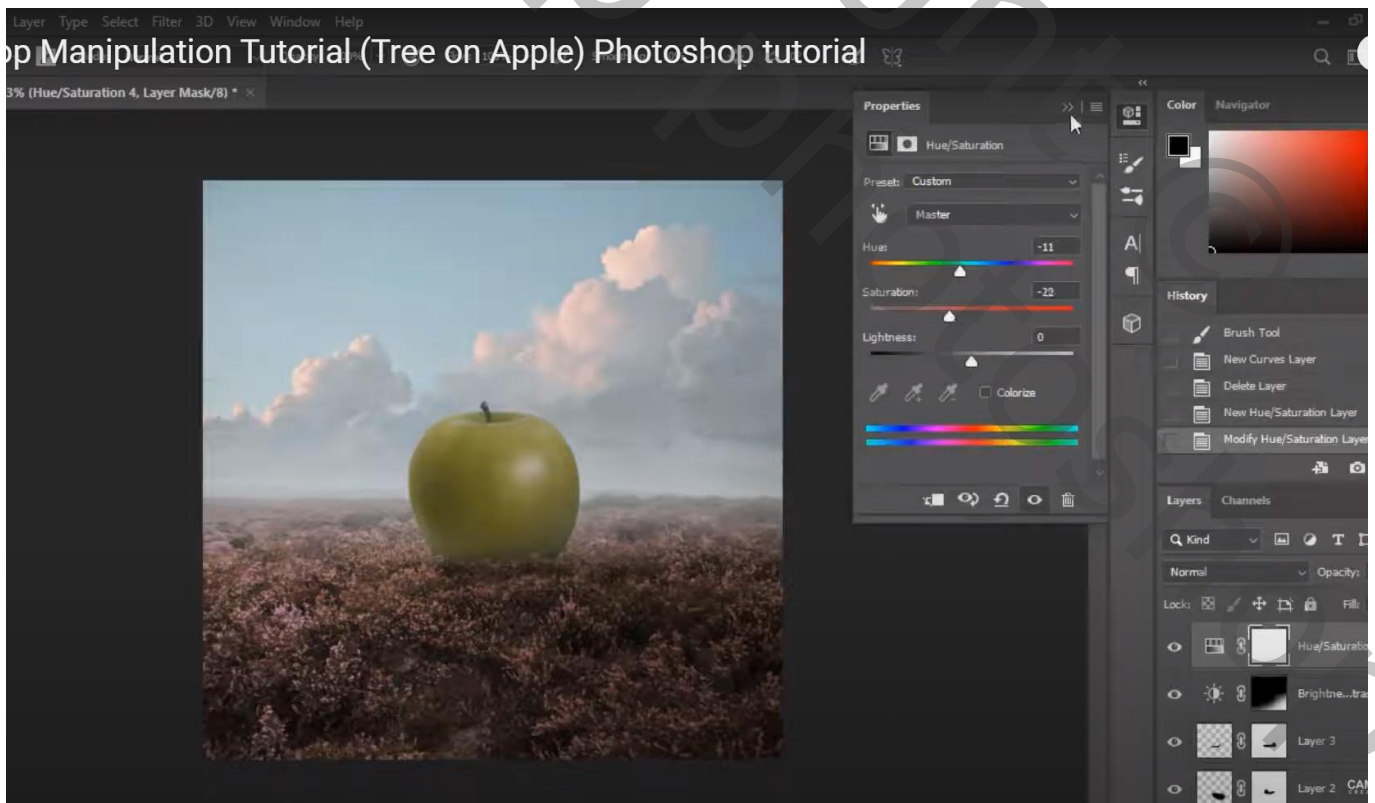 Layer Type Select Filter 3D View Window Help
op Manipulation Tutorial (Tree on Apple) Photoshop tutorial
3% (Hue/Saturation 4, Layer Mask/8) * ×
Properties
Hue/Saturation
Preset: Custom
Master
Hue: -11
Saturation: -22
Lightness: 0
Colorize
Color Navigator
History
Brush Tool
New Curves Layer
Delete Layer
New Hue/Saturation Layer
Modify Hue/Saturation Layer
Layers Channels
Kind
Normal Opacity:
Lock: Fill:
Hue/Saturatio
Brightne...tra
Layer 3
Layer 2